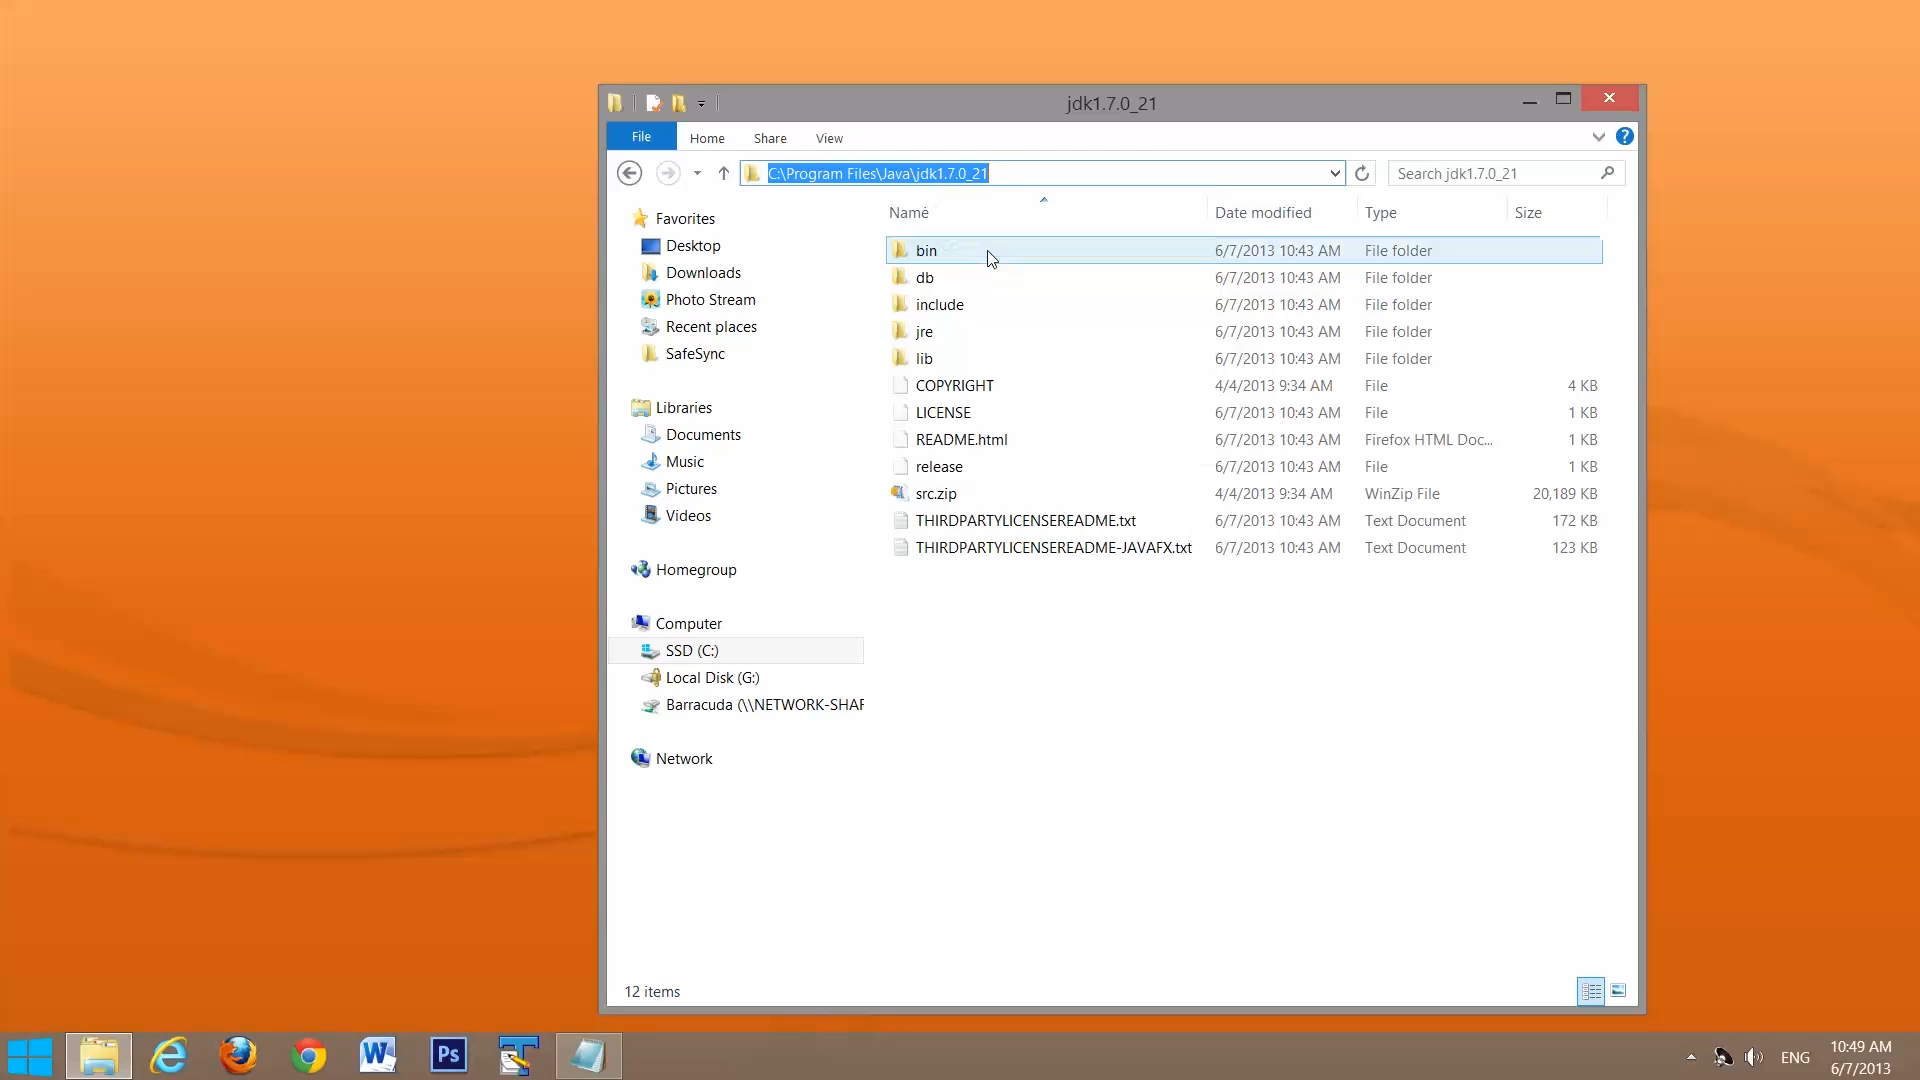 jdk1.7.0_21
File Home Share View
C:\Program Files\Java\jdk1.7.0_21
Search jdk1.7.0_21
Name Date modified Type Size
Favorites
Desktop
Downloads
Photo Stream
Recent places
SafeSync
Libraries
Documents
Music
Pictures
Videos
Homegroup
Computer
SSD (C:)
Local Disk (G:)
Barracuda (\\NETWORK-SHAR
Network
bin 6/7/2013 10:43 AM File folder
db 6/7/2013 10:43 AM File folder
include 6/7/2013 10:43 AM File folder
jre 6/7/2013 10:43 AM File folder
lib 6/7/2013 10:43 AM File folder
COPYRIGHT 4/4/2013 9:34 AM File 4 KB
LICENSE 6/7/2013 10:43 AM File 1 KB
README.html 6/7/2013 10:43 AM Firefox HTML Doc... 1 KB
release 6/7/2013 10:43 AM File 1 KB
src.zip 4/4/2013 9:34 AM WinZip File 20,189 KB
THIRDPARTYLICENSEREADME.txt 6/7/2013 10:43 AM Text Document 172 KB
THIRDPARTYLICENSEREADME-JAVAFX.txt 6/7/2013 10:43 AM Text Document 123 KB
12 items
Ps
ENG
10:49 AM
6/7/2013